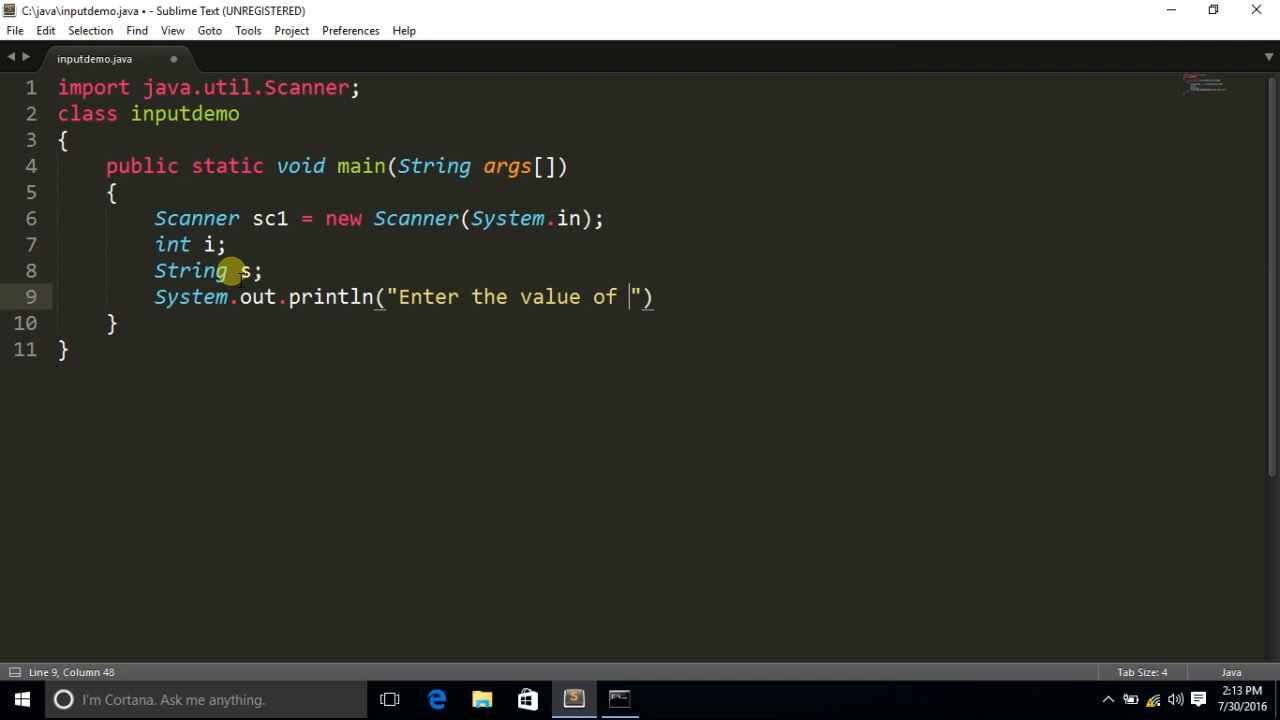 C:\java\inputdemo.java • - Sublime Text (UNREGISTERED)
File Edit Selection Find View Goto Tools Project Preferences Help
inputdemo.java
1 import java.util.Scanner;
2 class inputdemo
3 {
4 public static void main(String args[])
5 {
6 Scanner sc1 = new Scanner(System.in);
7 int i;
8 String s;
9 System.out.println("Enter the value of ")
10 }
11 }
Line 9, Column 48 Tab Size: 4 Java
I'm Cortana. Ask me anything. 2:13 PM
7/30/2016